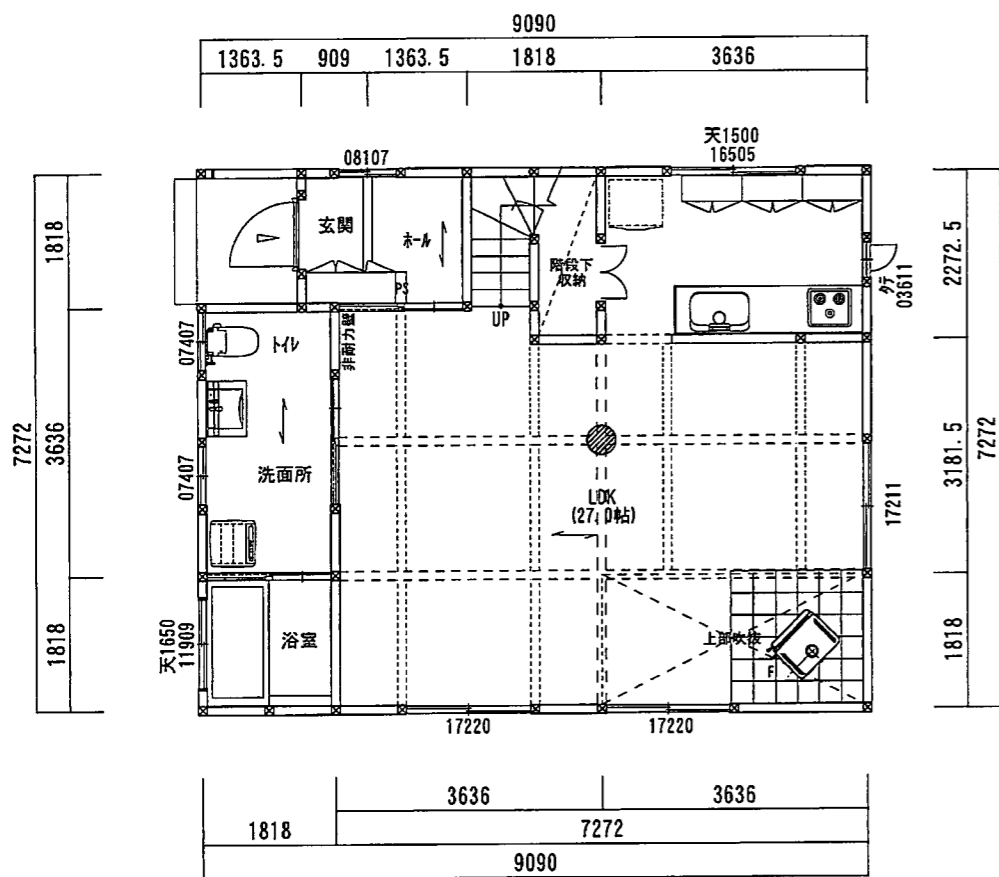 9090
1363.5
909
1363.5
1818
3636
天1500
16505
08107
玄関
ホール
PS
UP
階段下
収納
タテ
03611
2272.5
3181.5
1818
7272
7272
1818
3636
1818
07407
トイレ
非耐力壁
07407
洗面所
LDK
(27.0帖)
17211
天1650
11909
浴室
上部吹抜
F
17220
17220
3636
3636
1818
7272
9090